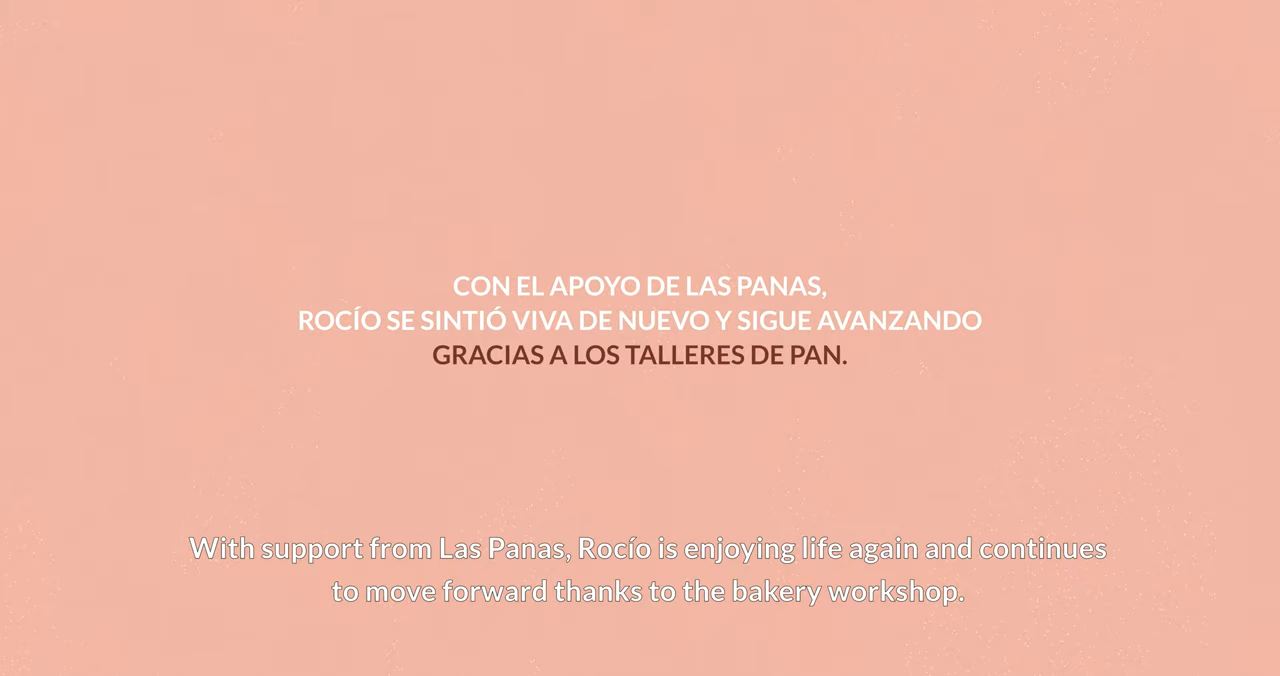 CON EL APOYO DE LAS PANAS,
ROCÍO SE SINTIÓ VIVA DE NUEVO Y SIGUE AVANZANDO
GRACIAS A LOS TALLERES DE PAN.
With support from Las Panas, Rocío is enjoying life again and continues
to move forward thanks to the bakery workshop.